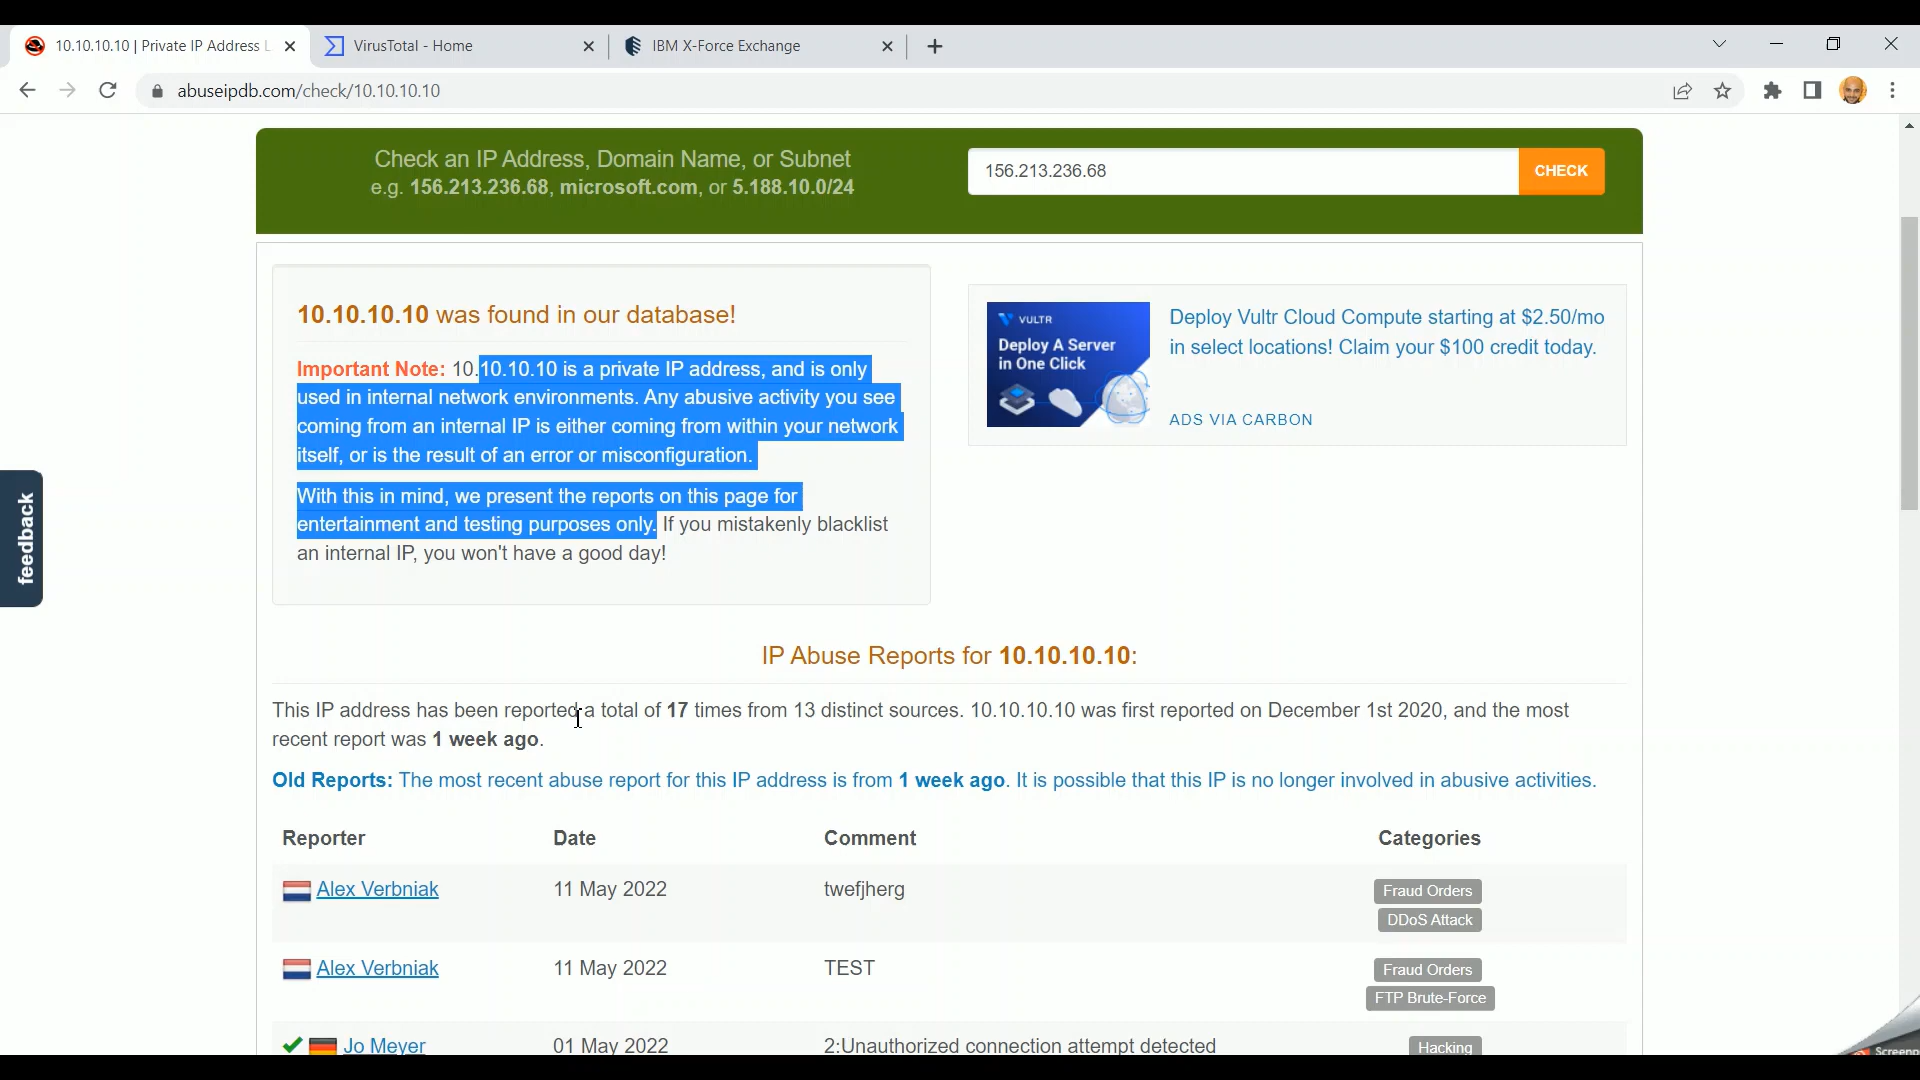 10.10.10.10 | Private IP Address L
VirusTotal - Home
IBM X-Force Exchange
abuseipdb.com/check/10.10.10.10
Check an IP Address, Domain Name, or Subnet
e.g. 156.213.236.68, microsoft.com, or 5.188.10.0/24
156.213.236.68
CHECK
10.10.10.10 was found in our database!
Important Note: 10.10.10.10 is a private IP address, and is only
used in internal network environments. Any abusive activity you see
coming from an internal IP is either coming from within your network
itself, or is the result of an error or misconfiguration.
With this in mind, we present the reports on this page for
entertainment and testing purposes only. If you mistakenly blacklist
an internal IP, you won't have a good day!
VULTR
Deploy A Server
in One Click
Deploy Vultr Cloud Compute starting at $2.50/mo
in select locations! Claim your $100 credit today.
ADS VIA CARBON
feedback
IP Abuse Reports for 10.10.10.10:
This IP address has been reported a total of 17 times from 13 distinct sources. 10.10.10.10 was first reported on December 1st 2020, and the most
recent report was 1 week ago.
Old Reports: The most recent abuse report for this IP address is from 1 week ago. It is possible that this IP is no longer involved in abusive activities.
Reporter Date Comment Categories
Alex Verbniak 11 May 2022 twefjherg Fraud Orders
DDoS Attack
Alex Verbniak 11 May 2022 TEST Fraud Orders
FTP Brute-Force
Jo Meyer 01 May 2022 2:Unauthorized connection attempt detected Hacking